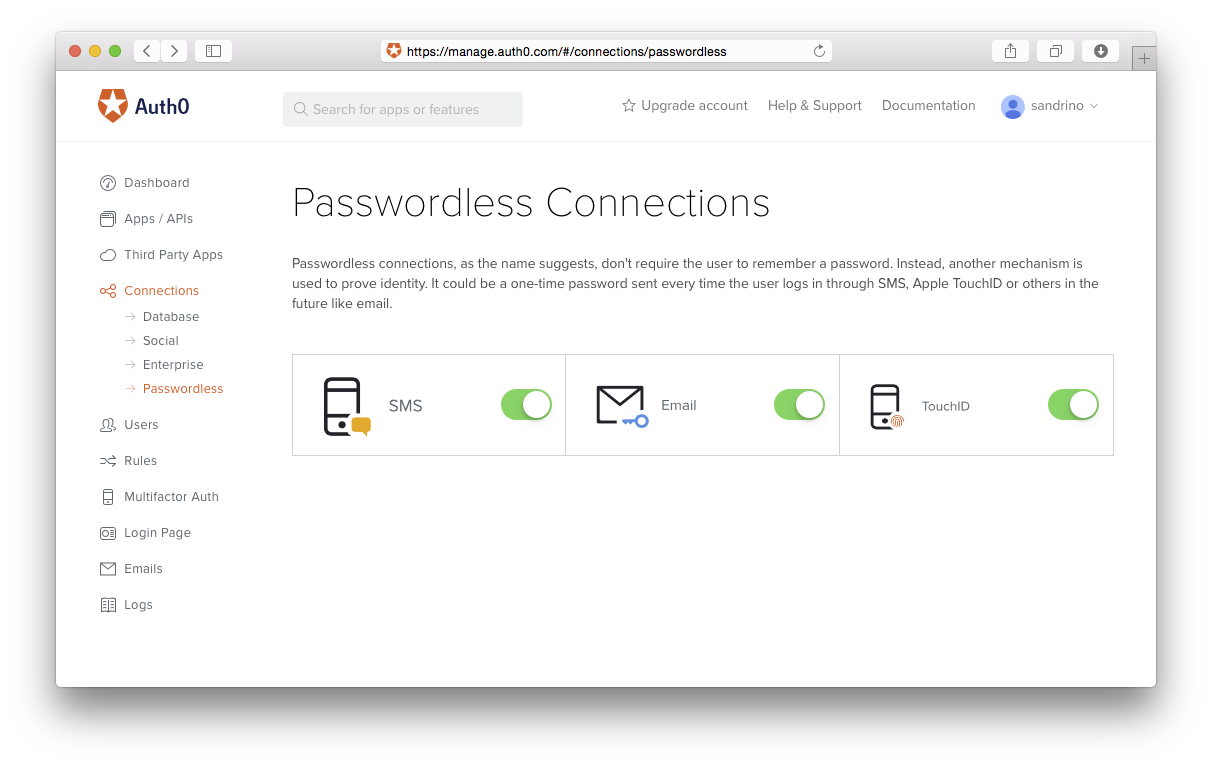 https://manage.auth0.com/#/connections/passwordless
Auth0
Search for apps or features
Upgrade account
Help & Support
Documentation
sandrino
Dashboard
Apps / APIs
Third Party Apps
Connections
Database
Social
Enterprise
Passwordless
Users
Rules
Multifactor Auth
Login Page
Emails
Logs
Passwordless Connections
Passwordless connections, as the name suggests, don't require the user to remember a password. Instead, another mechanism is
used to prove identity. It could be a one-time password sent every time the user logs in through SMS, Apple TouchID or others in the
future like email.
SMS
Email
TouchID